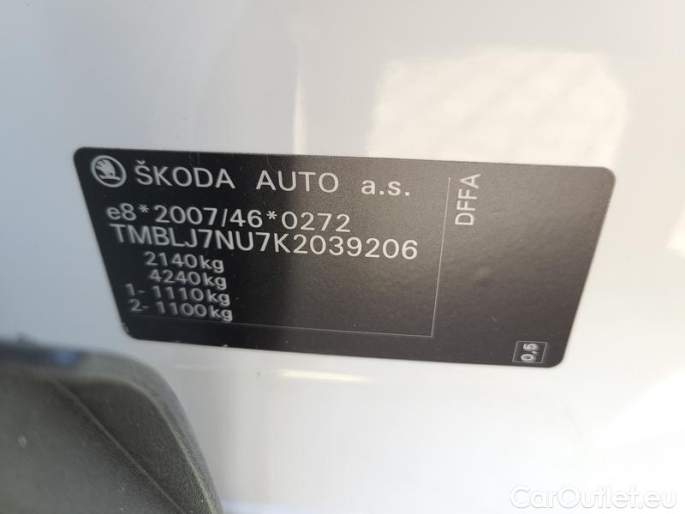 ŠKODA AUTO a.s.
e8*2007/46*0272
TMBLJ7NU7K2039206
2140kg
4240kg
1- 1110kg
2- 1100kg
DFFA
0,5
CarOutlet.eu